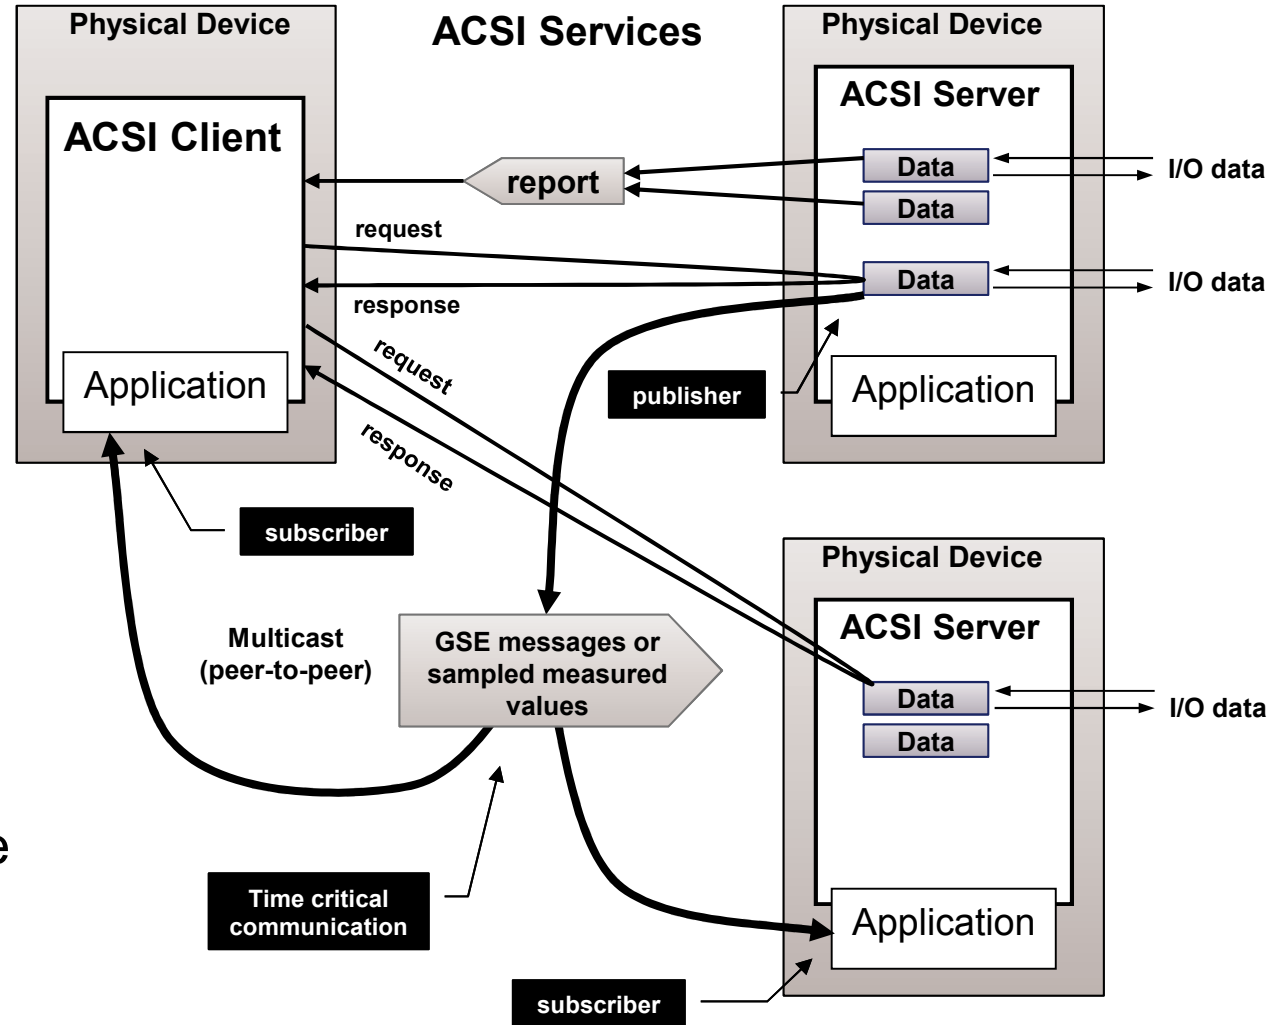 Physical Device
ACSI Services
Physical Device
ACSI Client
ACSI Server
report
Data
I/O data
Data
request
Data
I/O data
response
request
Application
publisher
Application
response
subscriber
Physical Device
ACSI Server
Multicast
(peer-to-peer)
GSE messages or
sampled measured
values
Data
I/O data
Data
e
Time critical
communication
Application
subscriber